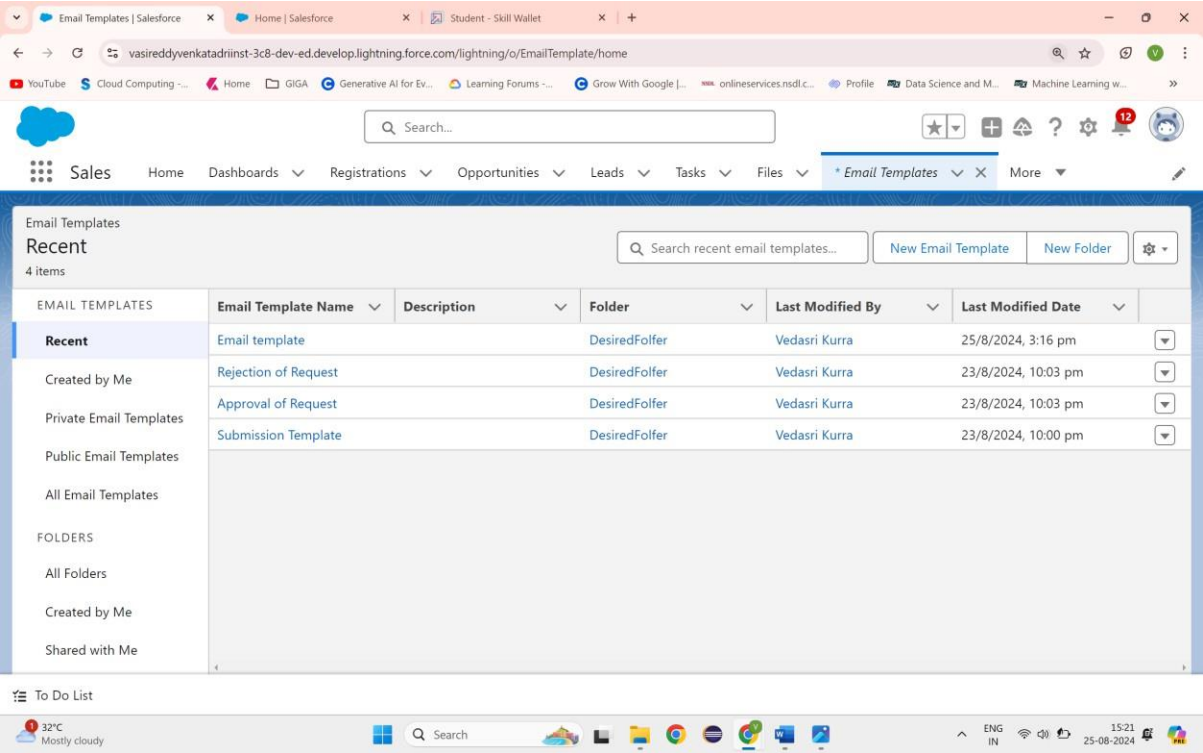 Email Templates | Salesforce
Home | Salesforce
Student - Skill Wallet
vasireddyvenkatadriinst-3c8-dev-ed.develop.lightning.force.com/lightning/o/EmailTemplate/home
V
YouTube
Cloud Computing -...
Home
GIGA
Generative AI for Ev...
Learning Forums -...
Grow With Google |...
onlineservices.nsdl.c...
Profile
Data Science and M...
Machine Learning w...
Search...
12
Sales
Home
Dashboards
Registrations
Opportunities
Leads
Tasks
Files
* Email Templates
More
Email Templates
Recent
4 items
Search recent email templates...
New Email Template
New Folder
EMAIL TEMPLATES
Recent
Created by Me
Private Email Templates
Public Email Templates
All Email Templates
FOLDERS
All Folders
Created by Me
Shared with Me
Email Template Name Description Folder Last Modified By Last Modified Date
Email template DesiredFolfer Vedasri Kurra 25/8/2024, 3:16 pm
Rejection of Request DesiredFolfer Vedasri Kurra 23/8/2024, 10:03 pm
Approval of Request DesiredFolfer Vedasri Kurra 23/8/2024, 10:03 pm
Submission Template DesiredFolfer Vedasri Kurra 23/8/2024, 10:00 pm
To Do List
1
32°C
Mostly cloudy
Search
ENG
IN
15:21
25-08-2024
PRE